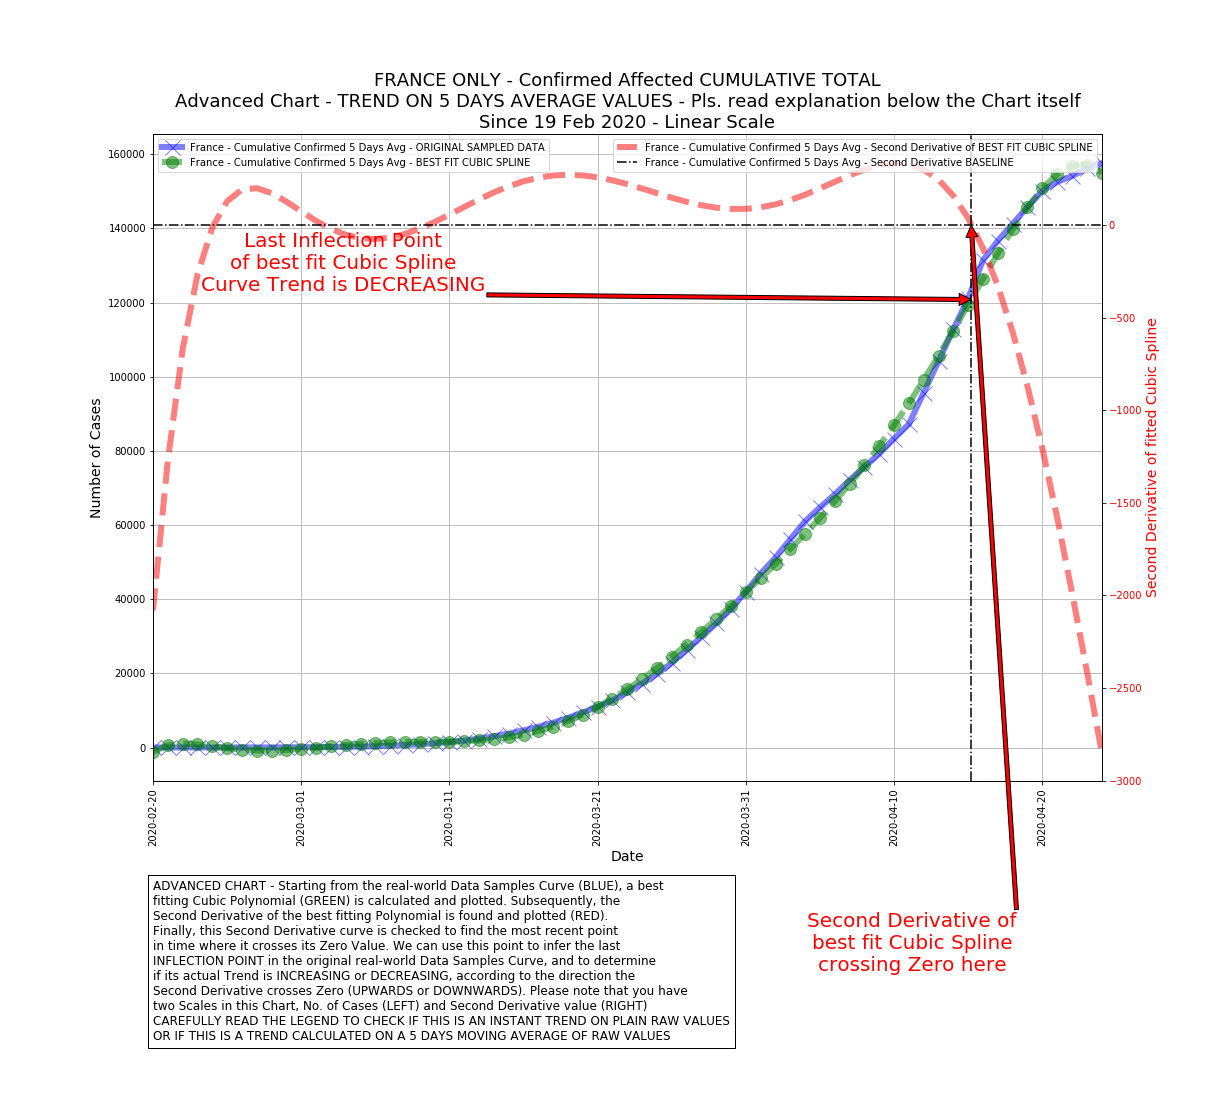 FRANCE ONLY - Confirmed Affected CUMULATIVE TOTAL
Advanced Chart - TREND ON 5 DAYS AVERAGE VALUES - Pls. read explanation below the Chart itself
Since 19 Feb 2020 - Linear Scale
France - Cumulative Confirmed 5 Days Avg - ORIGINAL SAMPLED DATA
France - Cumulative Confirmed 5 Days Avg - BEST FIT CUBIC SPLINE
France - Cumulative Confirmed 5 Days Avg - Second Derivative of BEST FIT CUBIC SPLINE
France - Cumulative Confirmed 5 Days Avg - Second Derivative BASELINE
160000
140000
120000
100000
80000
60000
40000
20000
0
Number of Cases
Last Inflection Point
of best fit Cubic Spline
Curve Trend is DECREASING
0
−500
−1000
−1500
−2000
−2500
−3000
Second Derivative of fitted Cubic Spline
2020-02-20
2020-03-01
2020-03-11
2020-03-21
2020-03-31
2020-04-10
2020-04-20
Date
Second Derivative of
best fit Cubic Spline
crossing Zero here
ADVANCED CHART - Starting from the real-world Data Samples Curve (BLUE), a best
fitting Cubic Polynomial (GREEN) is calculated and plotted. Subsequently, the
Second Derivative of the best fitting Polynomial is found and plotted (RED).
Finally, this Second Derivative curve is checked to find the most recent point
in time where it crosses its Zero Value. We can use this point to infer the last
INFLECTION POINT in the original real-world Data Samples Curve, and to determine
if its actual Trend is INCREASING or DECREASING, according to the direction the
Second Derivative crosses Zero (UPWARDS or DOWNWARDS). Please note that you have
two Scales in this Chart, No. of Cases (LEFT) and Second Derivative value (RIGHT)
CAREFULLY READ THE LEGEND TO CHECK IF THIS IS AN INSTANT TREND ON PLAIN RAW VALUES
OR IF THIS IS A TREND CALCULATED ON A 5 DAYS MOVING AVERAGE OF RAW VALUES